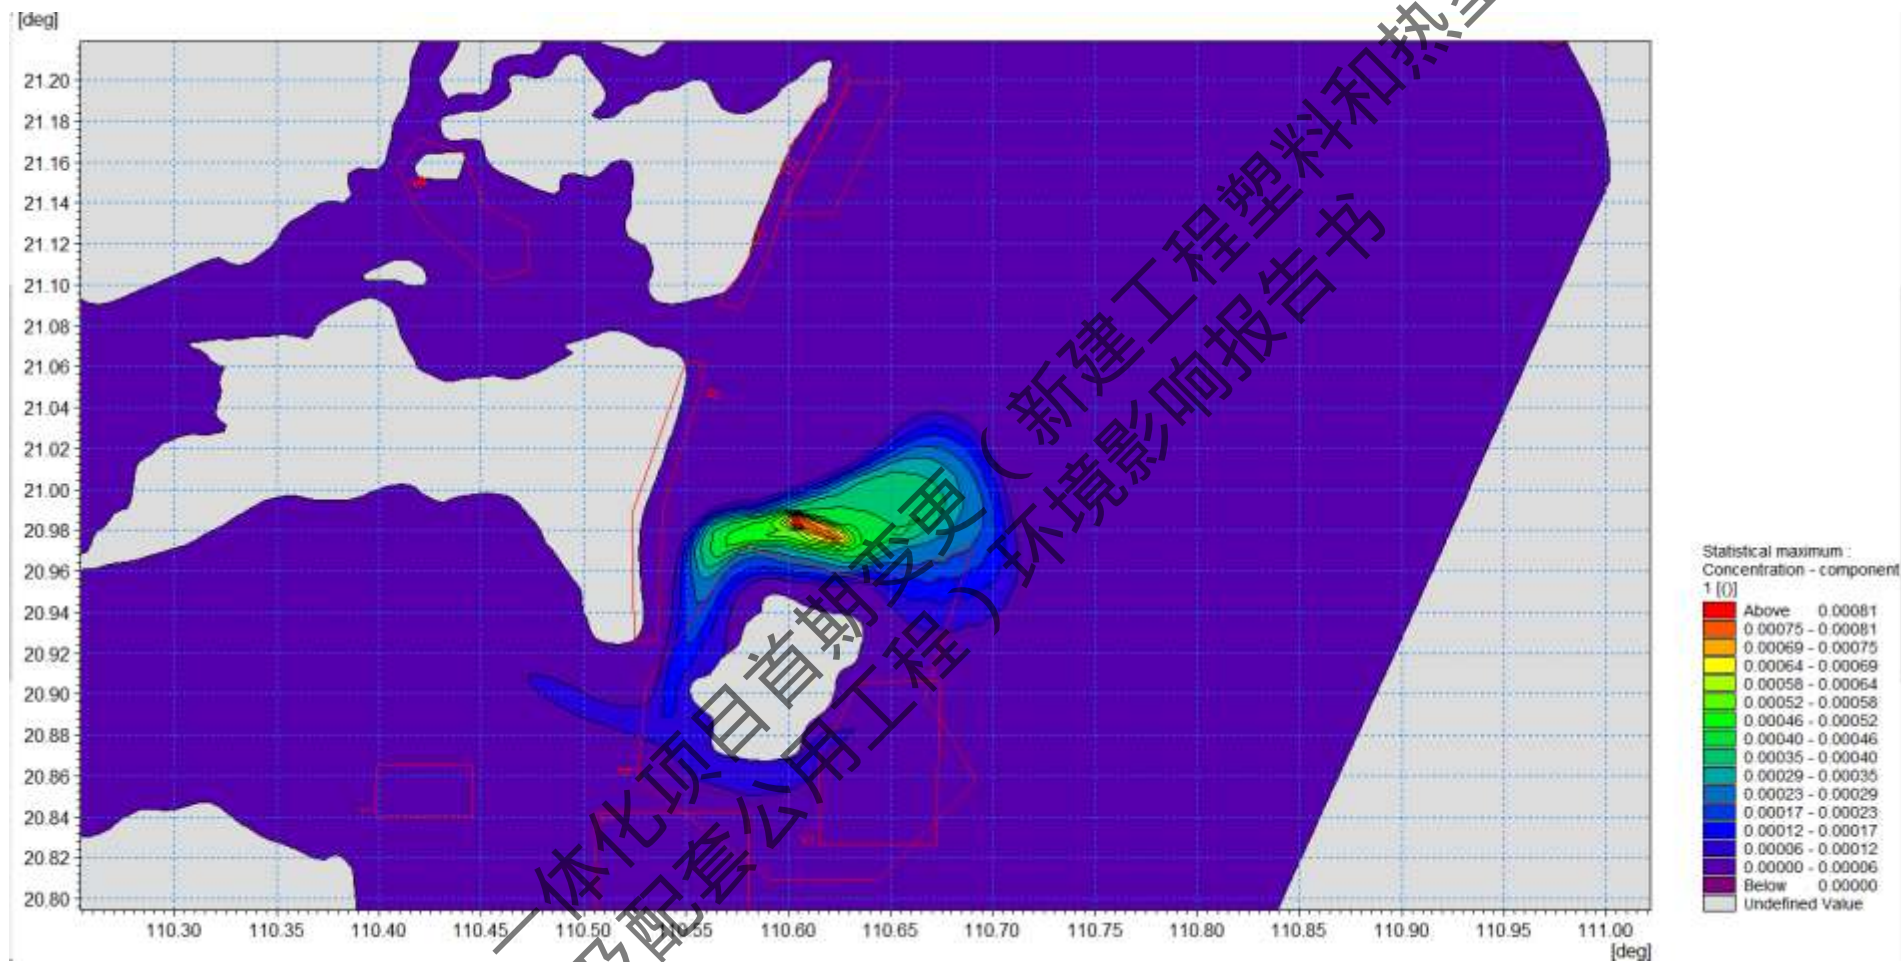 [deg]
21.20
21.18
21.16
21.14
21.12
21.10
21.08
21.06
21.04
21.02
21.00
20.98
20.96
20.94
20.92
20.90
20.88
20.86
20.84
20.82
20.80
110.30 110.35 110.40 110.45 110.50 110.55 110.60 110.65 110.70 110.75 110.80 110.85 110.90 110.95 111.00
[deg]
Statistical maximum :
Concentration - component
1 [()]
Above 0.00081
0.00075 - 0.00081
0.00069 - 0.00075
0.00064 - 0.00069
0.00058 - 0.00064
0.00052 - 0.00058
0.00046 - 0.00052
0.00040 - 0.00046
0.00035 - 0.00040
0.00029 - 0.00035
0.00023 - 0.00029
0.00017 - 0.00023
0.00012 - 0.00017
0.00006 - 0.00012
0.00000 - 0.00006
Below 0.00000
Undefined Value
一体化项目首期变更（新建工程塑料和热塑
及配套公用工程）环境影响报告书